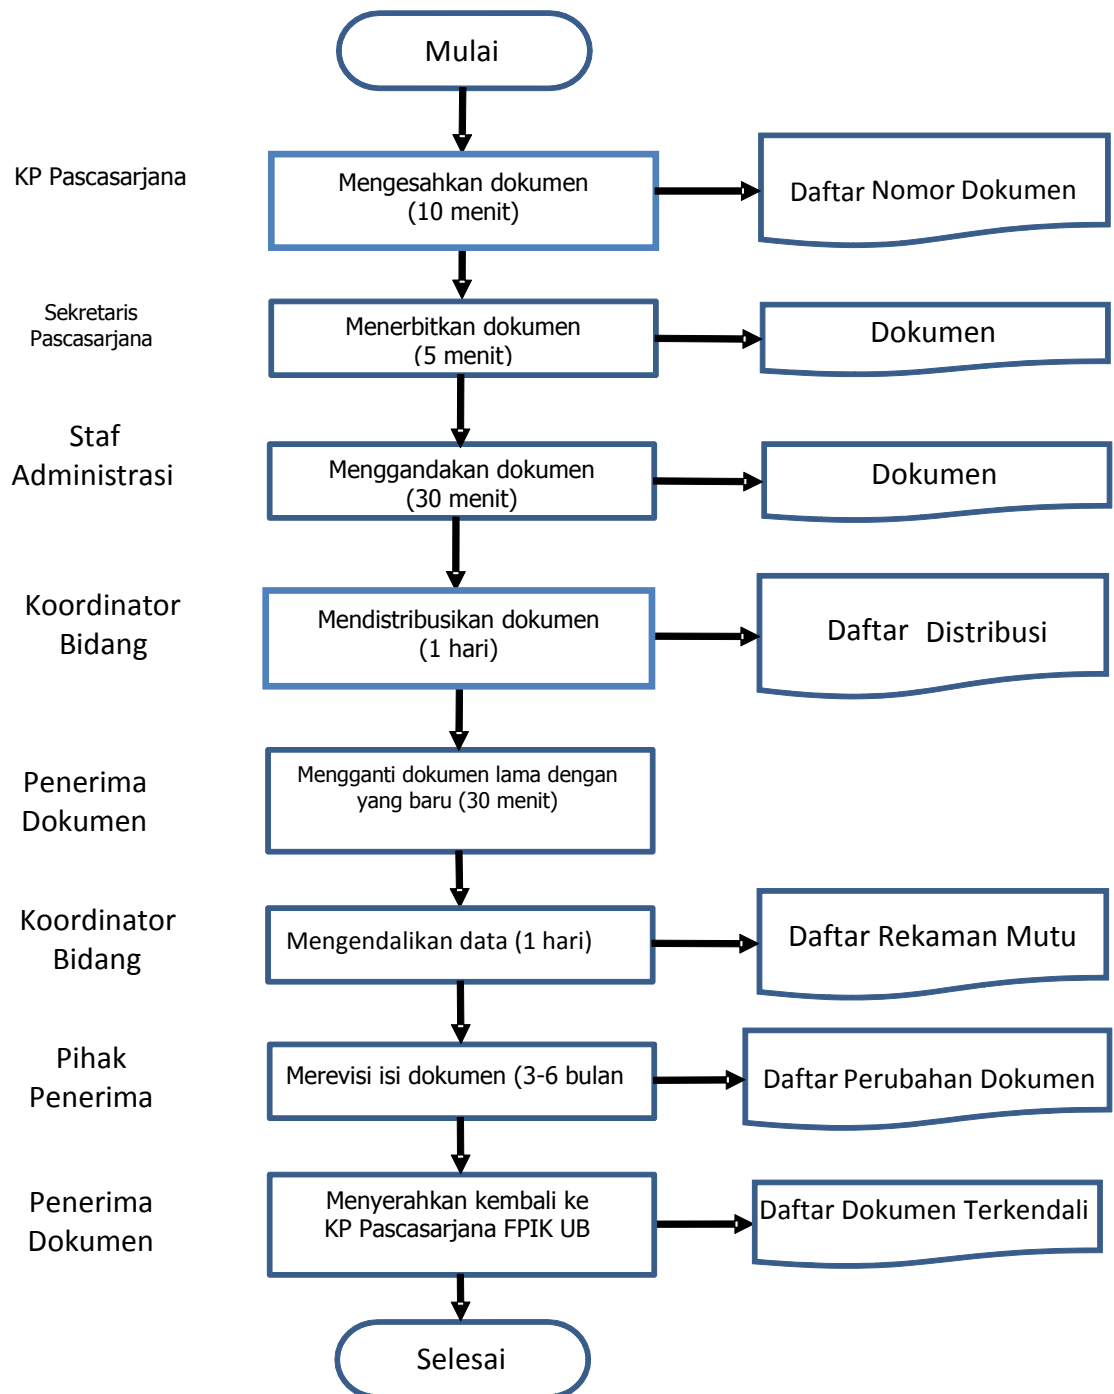 Mulai
KP Pascasarjana
Mengesahkan dokumen
(10 menit)
Daftar Nomor Dokumen
Sekretaris
Pascasarjana
Menerbitkan dokumen
(5 menit)
Dokumen
Staf
Administrasi
Menggandakan dokumen
(30 menit)
Dokumen
Koordinator
Bidang
Mendistribusikan dokumen
(1 hari)
Daftar Distribusi
Penerima
Dokumen
Mengganti dokumen lama dengan
yang baru (30 menit)
Koordinator
Bidang
Mengendalikan data (1 hari)
Daftar Rekaman Mutu
Pihak
Penerima
Merevisi isi dokumen (3-6 bulan
Daftar Perubahan Dokumen
Penerima
Dokumen
Menyerahkan kembali ke
KP Pascasarjana FPIK UB
Daftar Dokumen Terkendali
Selesai